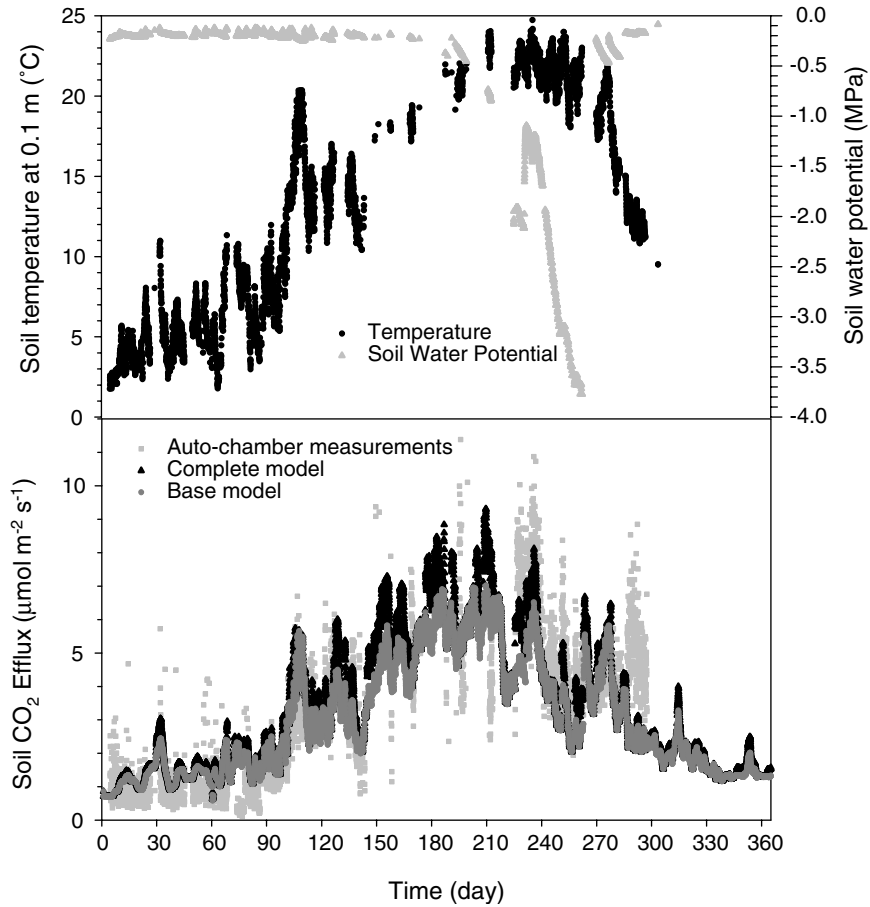 25
20
15
10
5
0
Soil temperature at 0.1 m (˚C)
0.0
-0.5
-1.0
-1.5
-2.0
-2.5
-3.0
-3.5
-4.0
Soil water potential (MPa)
Temperature
Soil Water Potential
Auto-chamber measurements
Complete model
Base model
10
5
0
Soil CO₂ Efflux (μmol m⁻² s⁻¹)
0 30 60 90 120 150 180 210 240 270 300 330 360
Time (day)